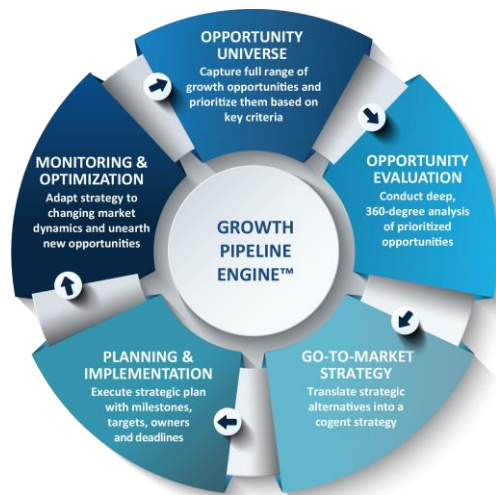 OPPORTUNITY
UNIVERSE
Capture full range of
growth opportunities and
prioritize them based on
key criteria
OPPORTUNITY
EVALUATION
Conduct deep,
360-degree analysis
of prioritized
opportunities
GO-TO-MARKET
STRATEGY
Translate strategic
alternatives into a
cogent strategy
PLANNING &
IMPLEMENTATION
Execute strategic plan
with milestones,
targets, owners
and deadlines
MONITORING &
OPTIMIZATION
Adapt strategy to
changing market
dynamics and unearth
new opportunities
GROWTH
PIPELINE
ENGINE™